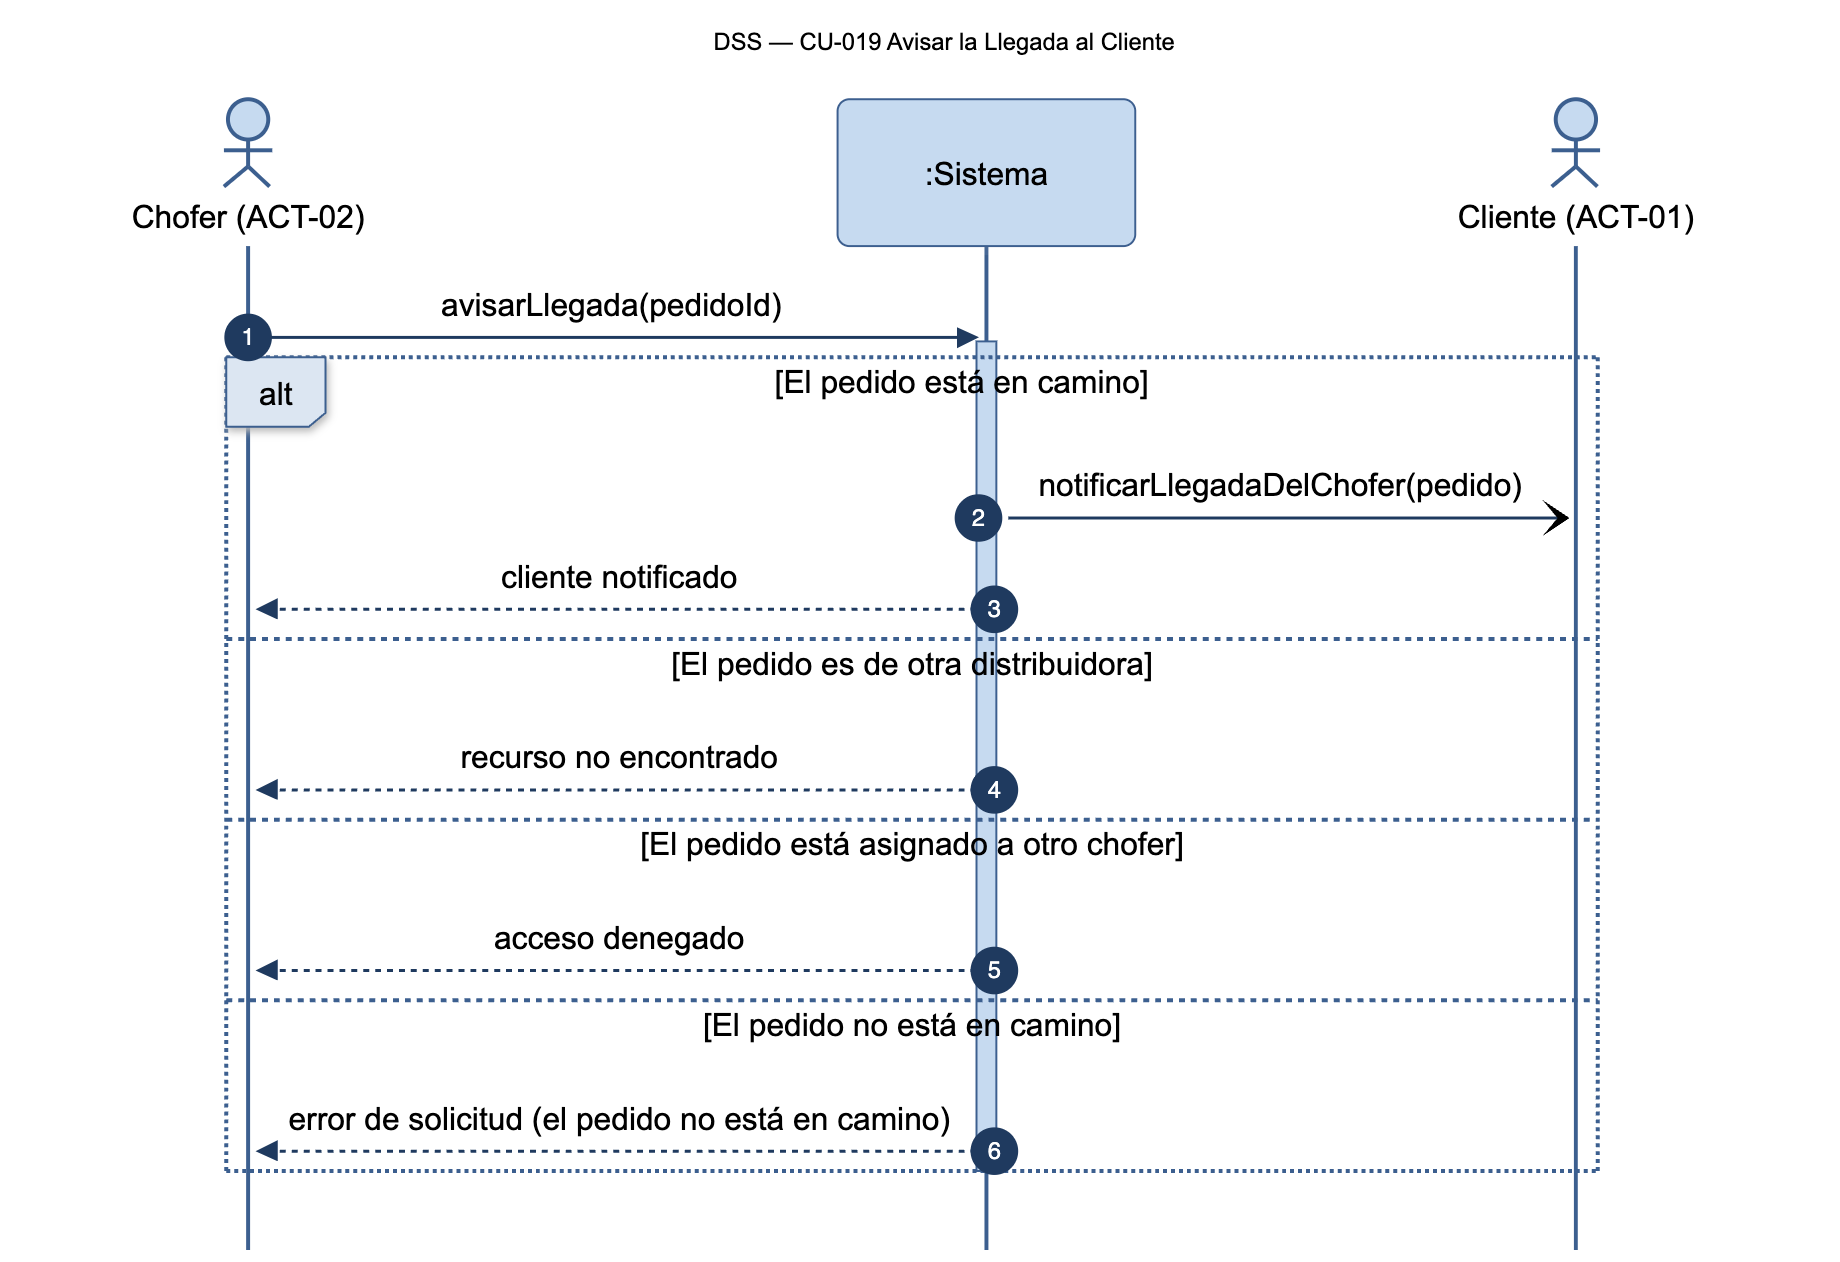 DSS — CU-019 Avisar la Llegada al Cliente
Chofer (ACT-02)
:Sistema
Cliente (ACT-01)
avisarLlegada(pedidoId)
1
alt
[El pedido está en camino]
notificarLlegadaDelChofer(pedido)
2
cliente notificado
3
[El pedido es de otra distribuidora]
recurso no encontrado
4
[El pedido está asignado a otro chofer]
acceso denegado
5
[El pedido no está en camino]
error de solicitud (el pedido no está en camino)
6